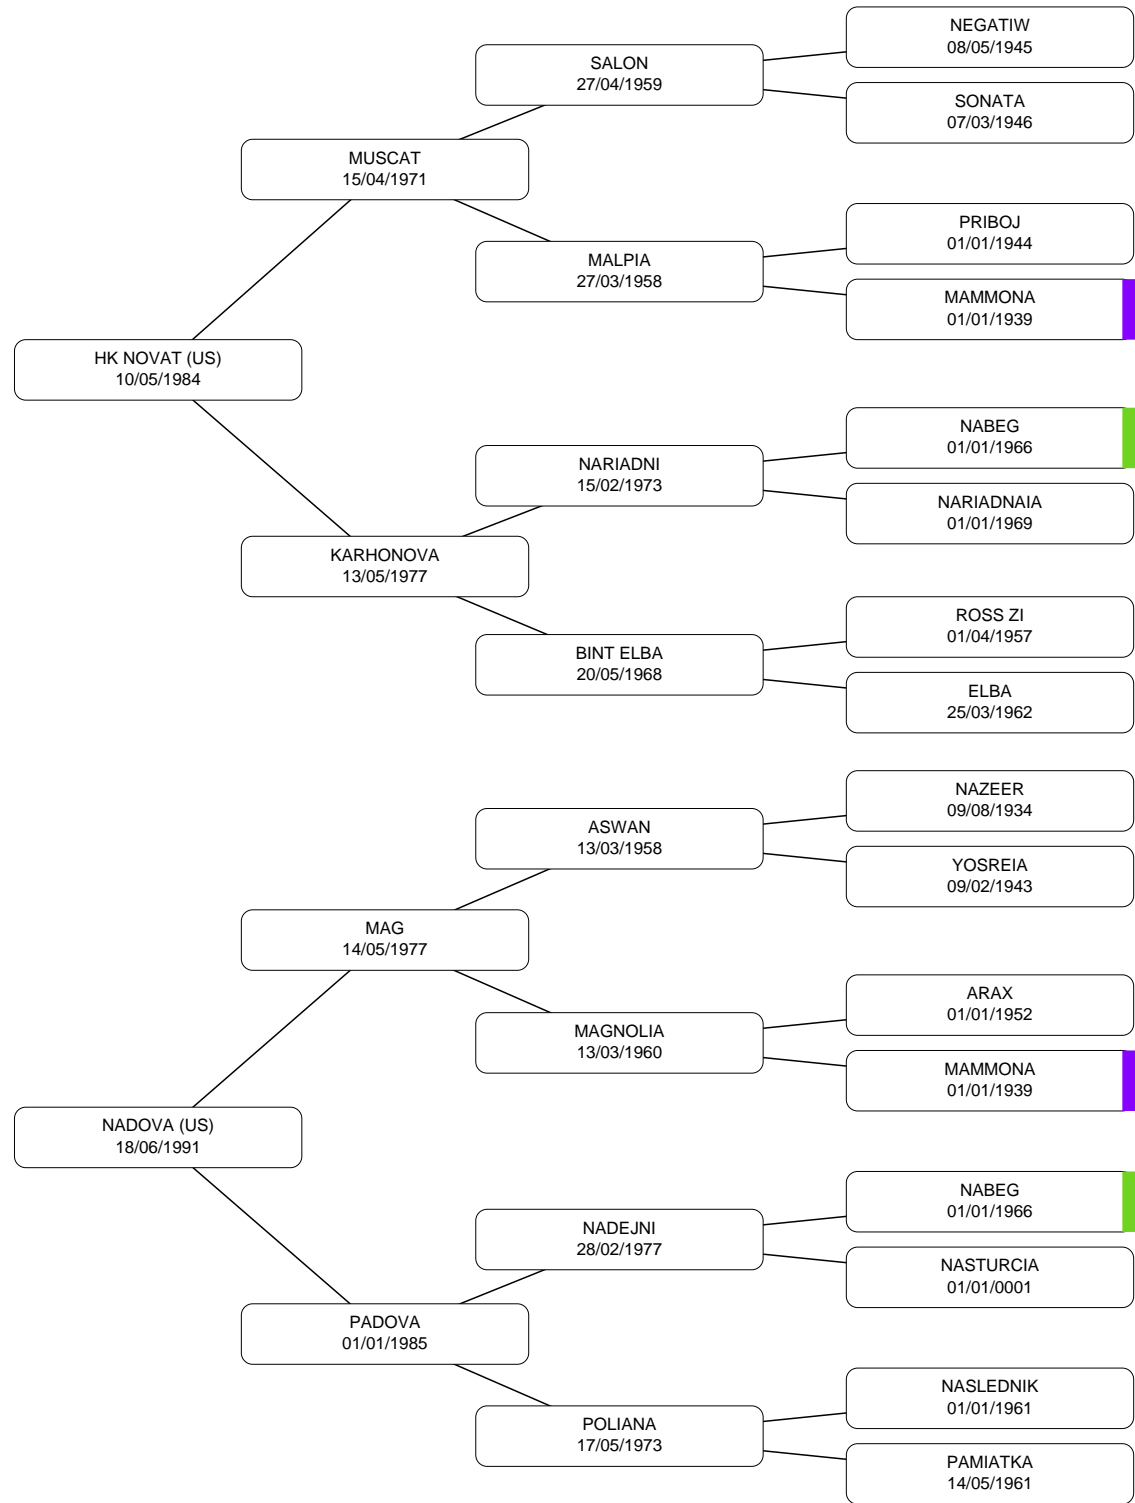 NEGATIW
08/05/1945
SALON
27/04/1959
SONATA
07/03/1946
MUSCAT
15/04/1971
PRIBOJ
01/01/1944
MALPIA
27/03/1958
MAMMONA
01/01/1939
HK NOVAT (US)
10/05/1984
NABEG
01/01/1966
NARIADNI
15/02/1973
NARIADNAIA
01/01/1969
KARHONOVA
13/05/1977
ROSS ZI
01/04/1957
BINT ELBA
20/05/1968
ELBA
25/03/1962
NAZEER
09/08/1934
ASWAN
13/03/1958
YOSREIA
09/02/1943
MAG
14/05/1977
ARAX
01/01/1952
MAGNOLIA
13/03/1960
MAMMONA
01/01/1939
NADOVA (US)
18/06/1991
NABEG
01/01/1966
NADEJNI
28/02/1977
NASTURCIA
01/01/0001
PADOVA
01/01/1985
NASLEDNIK
01/01/1961
POLIANA
17/05/1973
PAMIATKA
14/05/1961